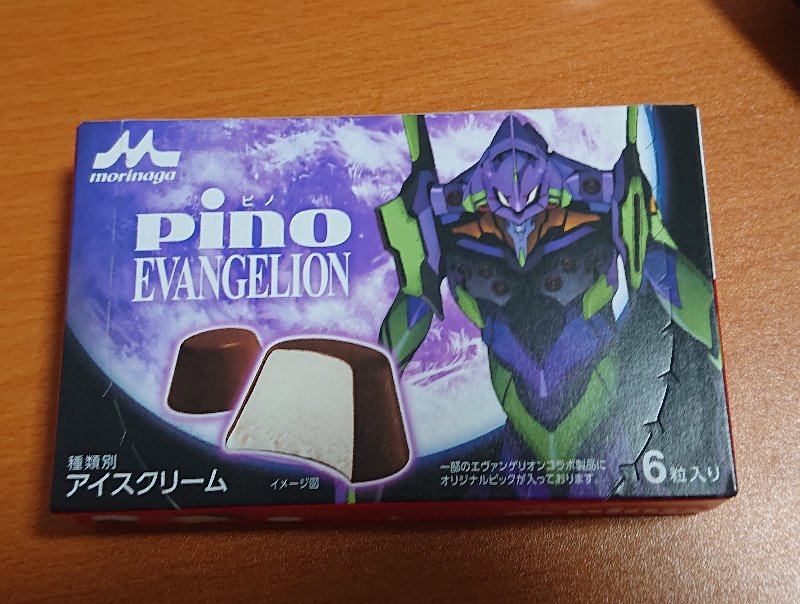 morinaga
ピノ
pino
EVANGELION
種類別
アイスクリーム
イメージ図
一部のエヴァンゲリオンコラボ製品に
オリジナルピックが入っております。
6粒入り